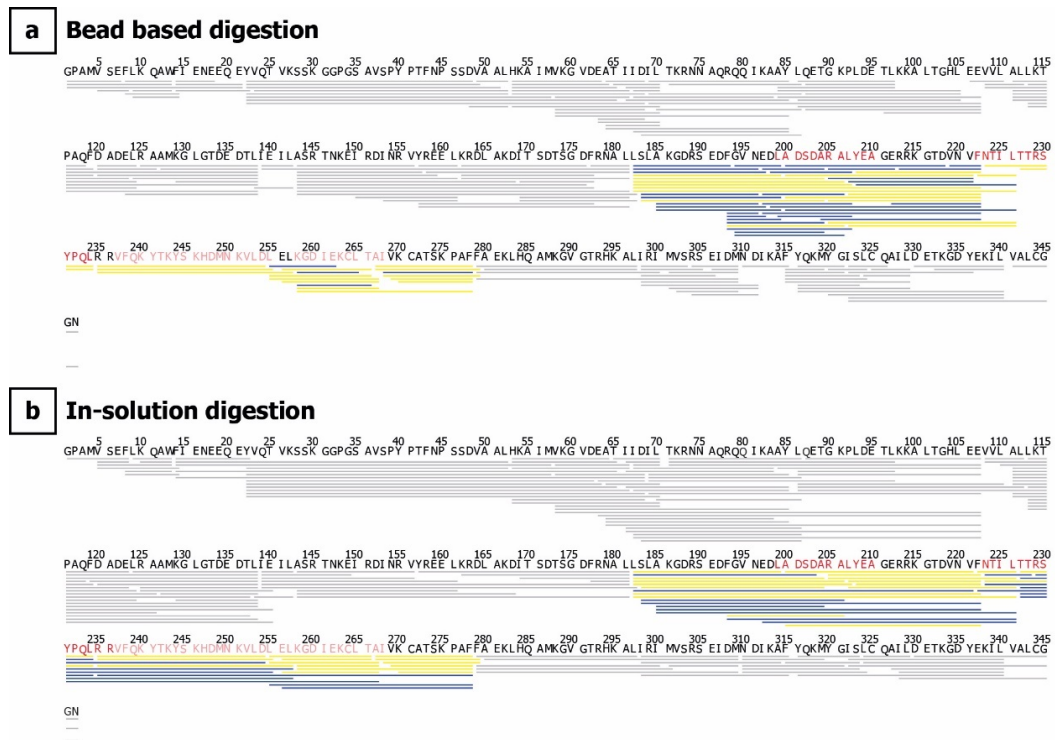 a Bead based digestion
5 10 15 20 25 30 35 40 45 50 55 60 65 70 75 80 85 90 95 100 105 110 115
GPAMV SEFLK QAWFI ENEEQ EYVQT VKSSK GGPGS AVSPY PTFNP SSDVA ALHKA IMVKG VDEAT IIDIL TKRNN AQRQQ IKAAY LQETG KPLDE TLKKA LTGHL EEVVL ALLKT
120 125 130 135 140 145 150 155 160 165 170 175 180 185 190 195 200 205 210 215 220 225 230
PAQFD ADELR AAMKG LGTDE DTLIE ILASR TNKEI RDINR VYREE LKRDL AKDIT SDTSG DFRNA LLSLA KGDRS EDFGV NEDLA DSDAR ALYEA GERRK GTDVN VFNTI LTTRS
235 240 245 250 255 260 265 270 275 280 285 290 295 300 305 310 315 320 325 330 335 340 345
YPQLR RVFQK YTKYS KHDMN KVLDL ELKGD IEKCL TAIVK CATSK PAFFA EKLHQ AMKGV GTRHK ALIRI MVSRS EIDMN DIKAF YQKMY GISLC QAILD ETKGD YEKIL VALCG
GN
b In-solution digestion
5 10 15 20 25 30 35 40 45 50 55 60 65 70 75 80 85 90 95 100 105 110 115
GPAMV SEFLK QAWFI ENEEQ EYVQT VKSSK GGPGS AVSPY PTFNP SSDVA ALHKA IMVKG VDEAT IIDIL TKRNN AQRQQ IKAAY LQETG KPLDE TLKKA LTGHL EEVVL ALLKT
120 125 130 135 140 145 150 155 160 165 170 175 180 185 190 195 200 205 210 215 220 225 230
PAQFD ADELR AAMKG LGTDE DTLIE ILASR TNKEI RDINR VYREE LKRDL AKDIT SDTSG DFRNA LLSLA KGDRS EDFGV NEDLA DSDAR ALYEA GERRK GTDVN VFNTI LTTRS
235 240 245 250 255 260 265 270 275 280 285 290 295 300 305 310 315 320 325 330 335 340 345
YPQLR RVFQK YTKYS KHDMN KVLDL ELKGD IEKCL TAIVK CATSK PAFFA EKLHQ AMKGV GTRHK ALIRI MVSRS EIDMN DIKAF YQKMY GISLC QAILD ETKGD YEKIL VALCG
GN